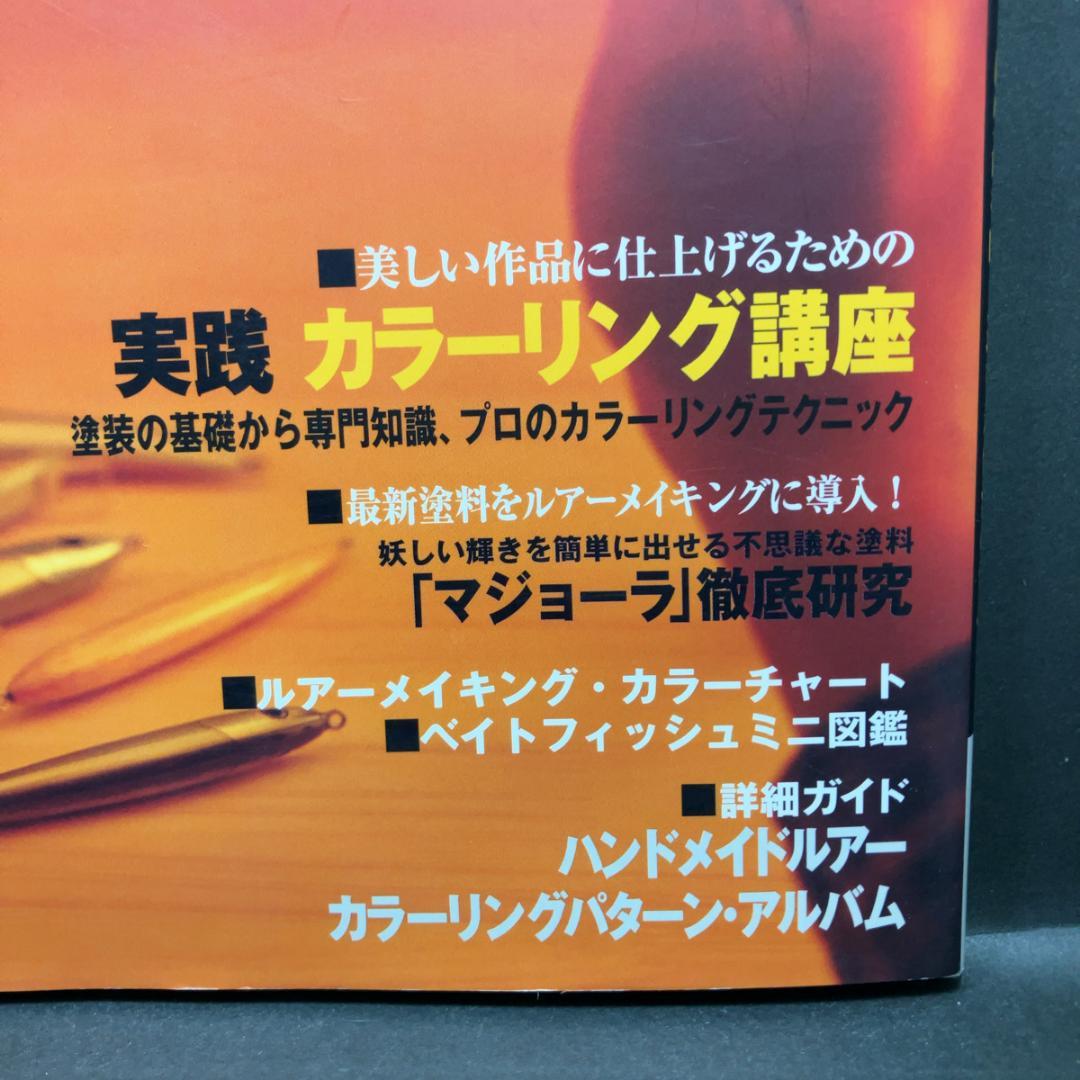 ■美しい作品に仕上げるための
実践 カラーリング講座
塗装の基礎から専門知識、プロのカラーリングテクニック
■最新塗料をルアーメイキングに導入！
妖しい輝きを簡単に出せる不思議な塗料
「マジョーラ」徹底研究
■ルアーメイキング・カラーチャート
■ベイトフィッシュミニ図鑑
■詳細ガイド
ハンドメイドルアー
カラーリングパターン・アルバム